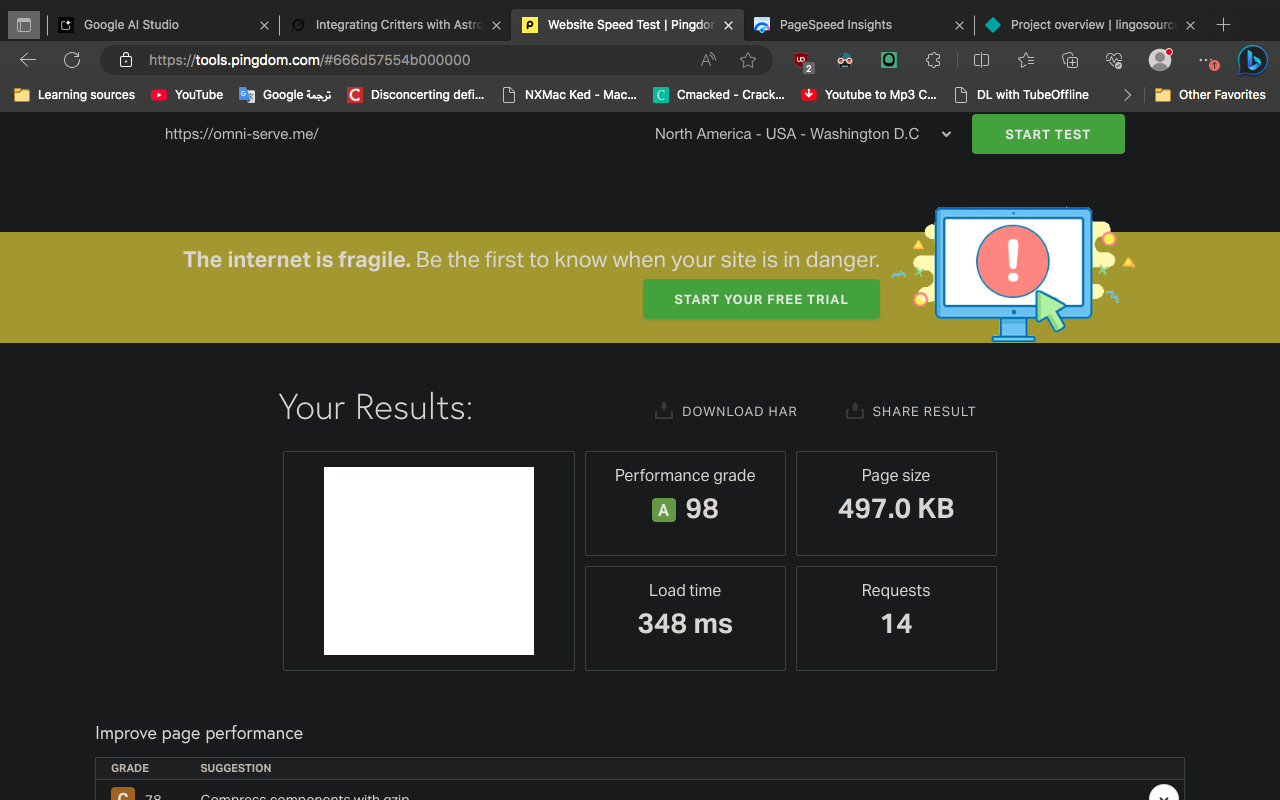 Google AI Studio
Integrating Critters with Astro
Website Speed Test | Pingdom
PageSpeed Insights
Project overview | lingosource
https://tools.pingdom.com/#666d57554b000000
UD
2
Learning sources
YouTube
Google ترجمة
Disconcerting defi...
NXMac Ked - Mac...
Cmacked - Crack...
Youtube to Mp3 C...
DL with TubeOffline
Other Favorites
https://omni-serve.me/
North America - USA - Washington D.C
START TEST
The internet is fragile. Be the first to know when your site is in danger.
START YOUR FREE TRIAL
Your Results:
DOWNLOAD HAR
SHARE RESULT
Performance grade
A 98
Page size
497.0 KB
Load time
348 ms
Requests
14
Improve page performance
GRADE
SUGGESTION
C 78
Compress components with gzip